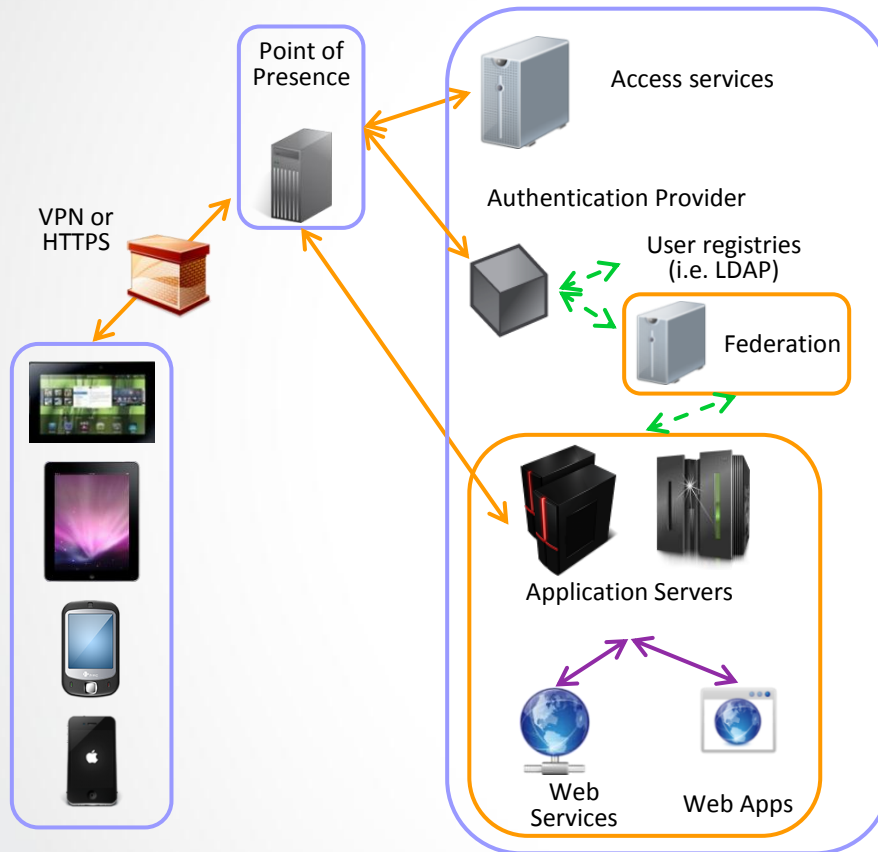 Point of
Presence
Access services
VPN or
HTTPS
Authentication Provider
User registries
(i.e. LDAP)
Federation
Application Servers
Web
Services
Web Apps